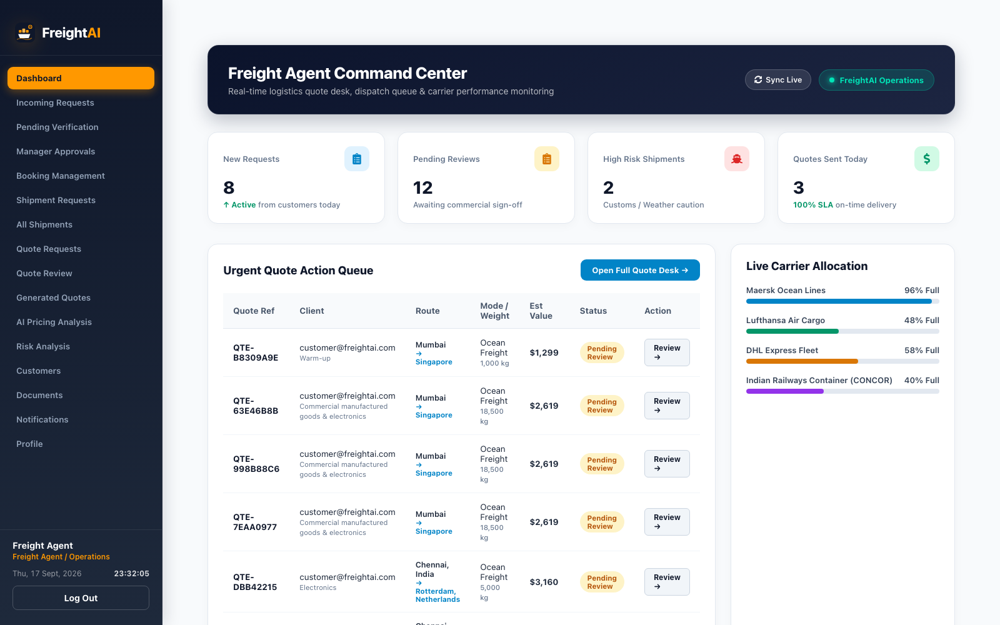 FreightAI
Dashboard
Incoming Requests
Pending Verification
Manager Approvals
Booking Management
Shipment Requests
All Shipments
Quote Requests
Quote Review
Generated Quotes
AI Pricing Analysis
Risk Analysis
Customers
Documents
Notifications
Profile
Freight Agent
Freight Agent / Operations
Thu, 17 Sept, 2026 23:32:05
Log Out
Freight Agent Command Center
Real-time logistics quote desk, dispatch queue & carrier performance monitoring
Sync Live
FreightAI Operations
New Requests
8
↑ Active from customers today
Pending Reviews
12
Awaiting commercial sign-off
High Risk Shipments
2
Customs / Weather caution
Quotes Sent Today
3
100% SLA on-time delivery
Urgent Quote Action Queue
Open Full Quote Desk →
Quote Ref Client Route Mode / Weight Est Value Status Action
QTE-
B8309A9E
customer@freightai.com
Warm-up
Mumbai
→
Singapore
Ocean
Freight
1,000 kg
$1,299
Pending
Review
Review
→
QTE-
63E46B8B
customer@freightai.com
Commercial manufactured
goods & electronics
Mumbai
→
Singapore
Ocean
Freight
18,500
kg
$2,619
Pending
Review
Review
→
QTE-
998B88C6
customer@freightai.com
Commercial manufactured
goods & electronics
Mumbai
→
Singapore
Ocean
Freight
18,500
kg
$2,619
Pending
Review
Review
→
QTE-
7EAA0977
customer@freightai.com
Commercial manufactured
goods & electronics
Mumbai
→
Singapore
Ocean
Freight
18,500
kg
$2,619
Pending
Review
Review
→
QTE-
DBB42215
customer@freightai.com
Electronics
Chennai,
India
→
Rotterdam,
Netherlands
Ocean
Freight
5,000
kg
$3,160
Pending
Review
Review
→
Live Carrier Allocation
Maersk Ocean Lines 96% Full
Lufthansa Air Cargo 48% Full
DHL Express Fleet 58% Full
Indian Railways Container (CONCOR) 40% Full